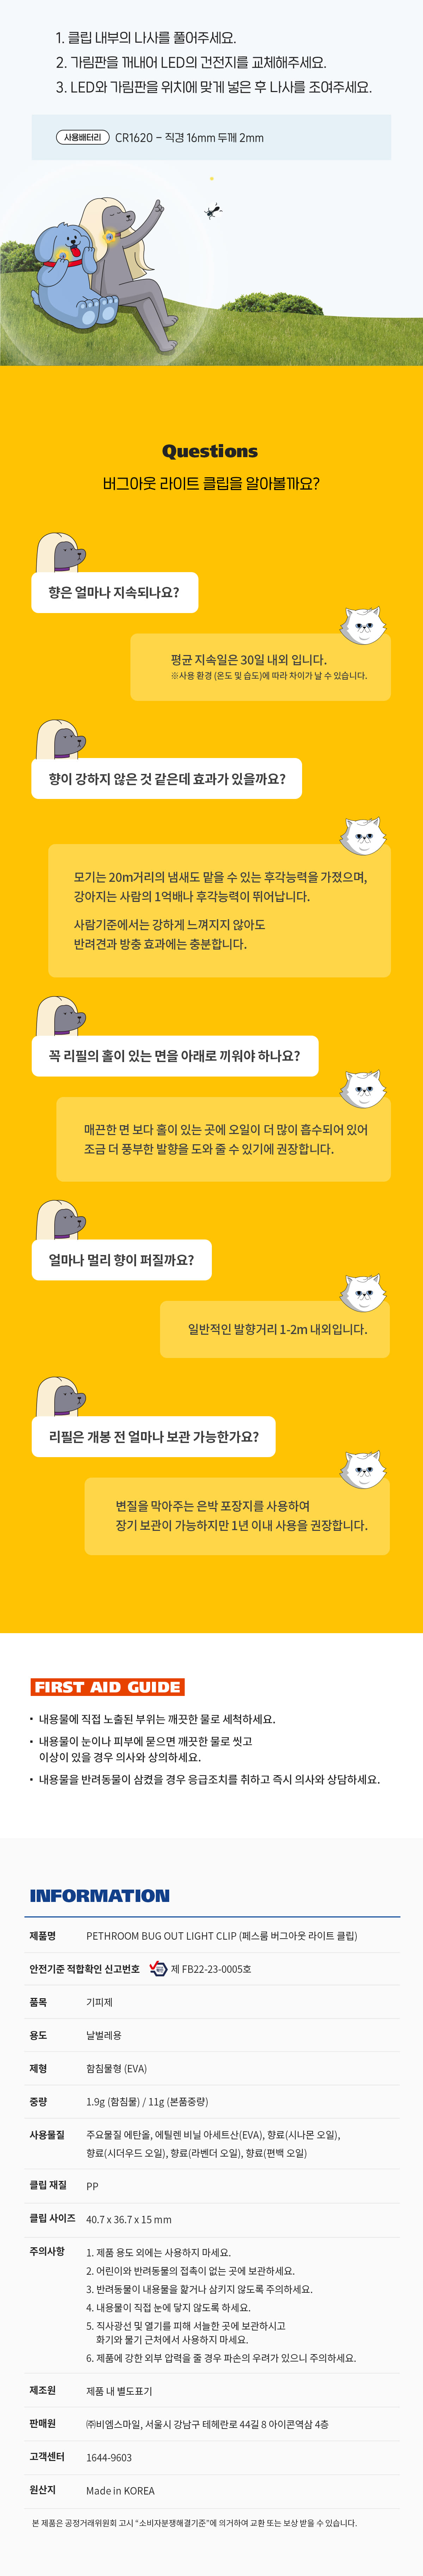 1. 클립 내부의 나사를 풀어주세요.
2. 가림판을 꺼내어 LED의 건전지를 교체해주세요.
3. LED와 가림판을 위치에 맞게 넣은 후 나사를 조여주세요.
사용배터리 CR1620 – 직경 16mm 두께 2mm
Questions
버그아웃 라이트 클립을 알아볼까요?
향은 얼마나 지속되나요?
평균 지속일은 30일 내외 입니다.
※사용 환경 (온도 및 습도)에 따라 차이가 날 수 있습니다.
향이 강하지 않은 것 같은데 효과가 있을까요?
모기는 20m거리의 냄새도 맡을 수 있는 후각능력을 가졌으며,
강아지는 사람의 1억배나 후각능력이 뛰어납니다.
사람기준에서는 강하게 느껴지지 않아도
반려견과 방충 효과에는 충분합니다.
꼭 리필의 홀이 있는 면을 아래로 끼워야 하나요?
매끈한 면 보다 홀이 있는 곳에 오일이 더 많이 흡수되어 있어
조금 더 풍부한 발향을 도와 줄 수 있기에 권장합니다.
얼마나 멀리 향이 퍼질까요?
일반적인 발향거리 1-2m 내외입니다.
리필은 개봉 전 얼마나 보관 가능한가요?
변질을 막아주는 은박 포장지를 사용하여
장기 보관이 가능하지만 1년 이내 사용을 권장합니다.
FIRST AID GUIDE
• 내용물에 직접 노출된 부위는 깨끗한 물로 세척하세요.
• 내용물이 눈이나 피부에 묻으면 깨끗한 물로 씻고
이상이 있을 경우 의사와 상의하세요.
• 내용물을 반려동물이 삼켰을 경우 응급조치를 취하고 즉시 의사와 상담하세요.
INFORMATION
제품명 PETHROOM BUG OUT LIGHT CLIP (페스룸 버그아웃 라이트 클립)
안전기준 적합확인 신고번호 제 FB22-23-0005호
품목 기피제
용도 날벌레용
제형 함침물형 (EVA)
중량 1.9g (함침물) / 11g (본품중량)
사용물질 주요물질 에탄올, 에틸렌 비닐 아세트산(EVA), 향료(시나몬 오일),
향료(시더우드 오일), 향료(라벤더 오일), 향료(편백 오일)
클립 재질 PP
클립 사이즈 40.7 x 36.7 x 15 mm
주의사항 1. 제품 용도 외에는 사용하지 마세요.
2. 어린이와 반려동물의 접촉이 없는 곳에 보관하세요.
3. 반려동물이 내용물을 핥거나 삼키지 않도록 주의하세요.
4. 내용물이 직접 눈에 닿지 않도록 하세요.
5. 직사광선 및 열기를 피해 서늘한 곳에 보관하시고
화기와 물기 근처에서 사용하지 마세요.
6. 제품에 강한 외부 압력을 줄 경우 파손의 우려가 있으니 주의하세요.
제조원 제품 내 별도표기
판매원 ㈜비엠스마일, 서울시 강남구 테헤란로 44길 8 아이콘역삼 4층
고객센터 1644-9603
원산지 Made in KOREA
본 제품은 공정거래위원회 고시 “소비자분쟁해결기준”에 의거하여 교환 또는 보상 받을 수 있습니다.